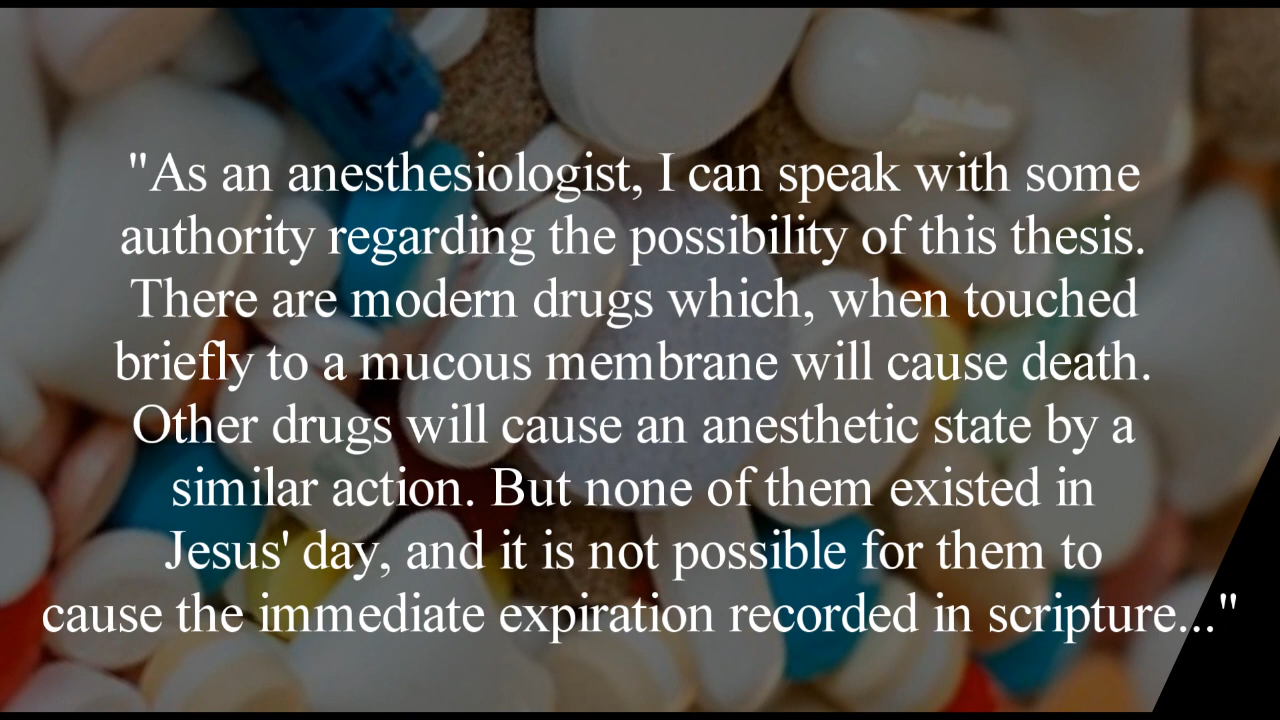 "As an anesthesiologist, I can speak with some
authority regarding the possibility of this thesis.
There are modern drugs which, when touched
briefly to a mucous membrane will cause death.
Other drugs will cause an anesthetic state by a
similar action. But none of them existed in
Jesus' day, and it is not possible for them to
cause the immediate expiration recorded in scripture..."